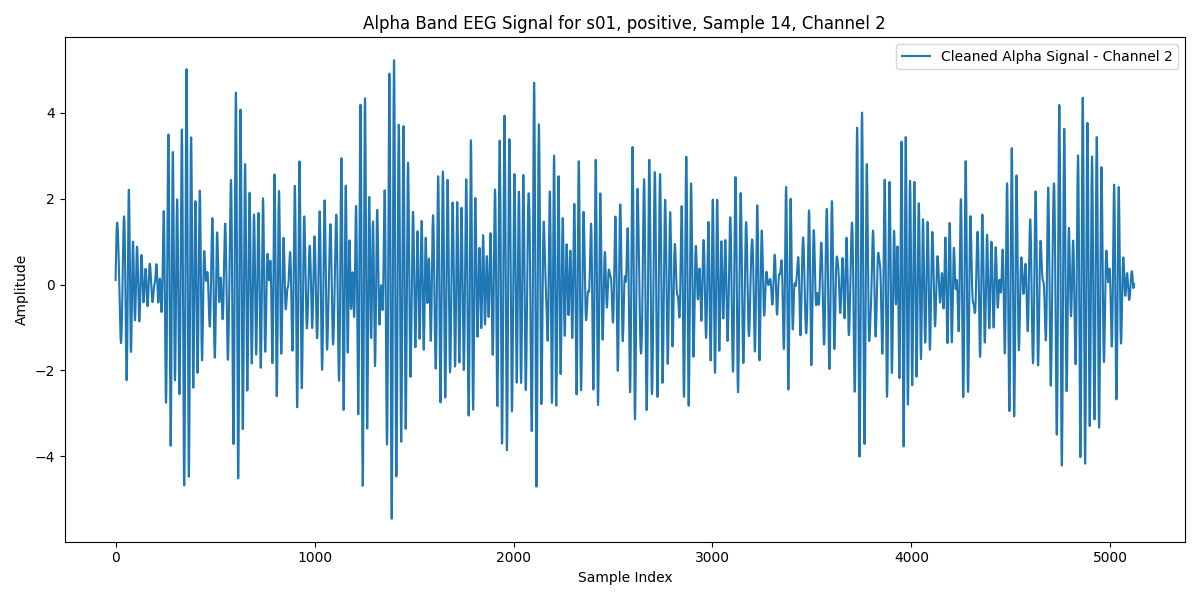 Alpha Band EEG Signal for s01, positive, Sample 14, Channel 2
Cleaned Alpha Signal - Channel 2
Amplitude
4
2
0
−2
−4
0 1000 2000 3000 4000 5000
Sample Index